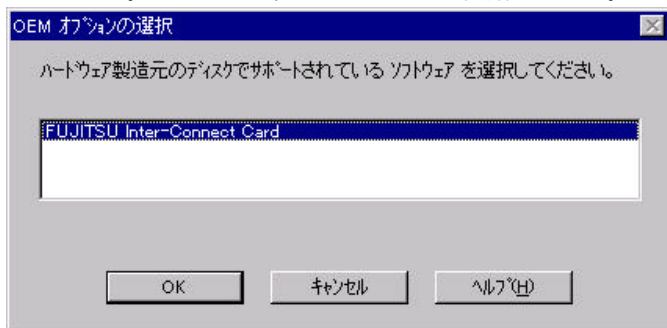 OEM ｵﾌﾟｼｮﾝの選択
ﾊｰﾄﾞｳｪｱ製造元のﾃﾞｨｽｸでｻﾎﾟｰﾄされている ｿﾌﾄｳｪｱ を選択してください。
FUJITSU Inter-Connect Card
OK
ｷｬﾝｾﾙ
ﾍﾙﾌﾟ(H)